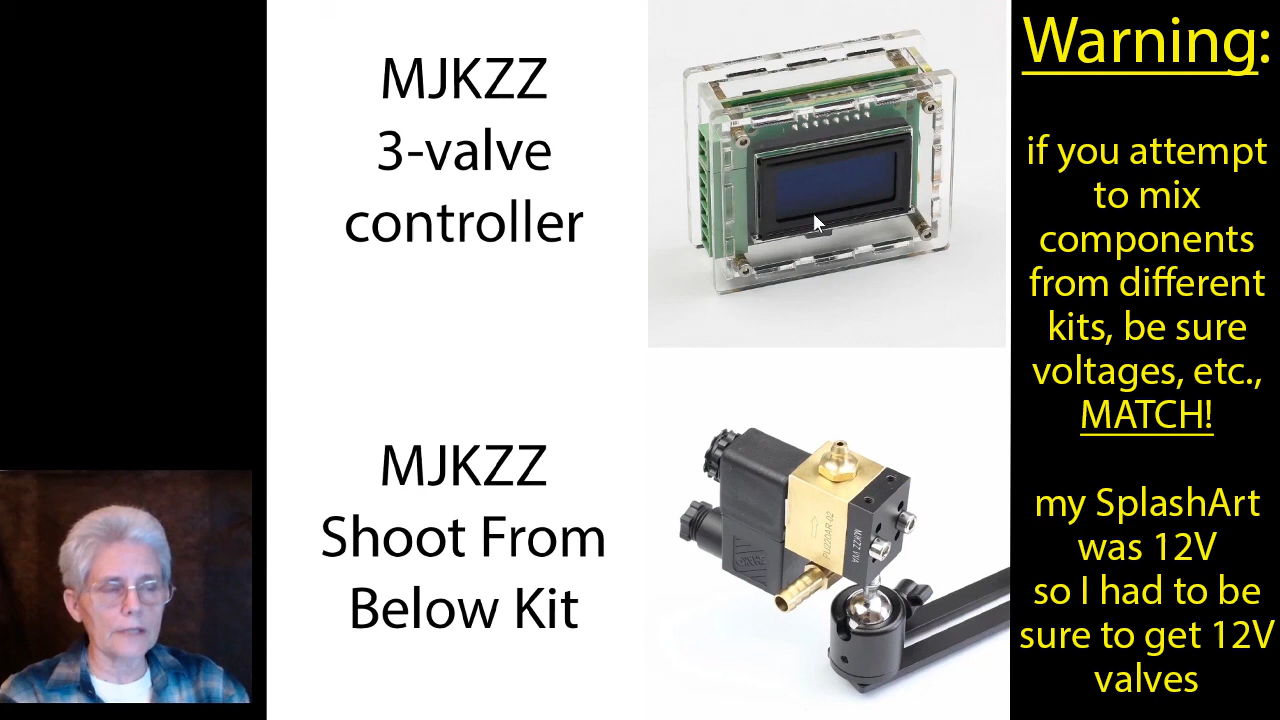 MJKZZ
3-valve
controller
MJKZZ
Shoot From
Below Kit
Warning:
if you attempt
to mix
components
from different
kits, be sure
voltages, etc.,
MATCH!
my SplashArt
was 12V
so I had to be
sure to get 12V
valves